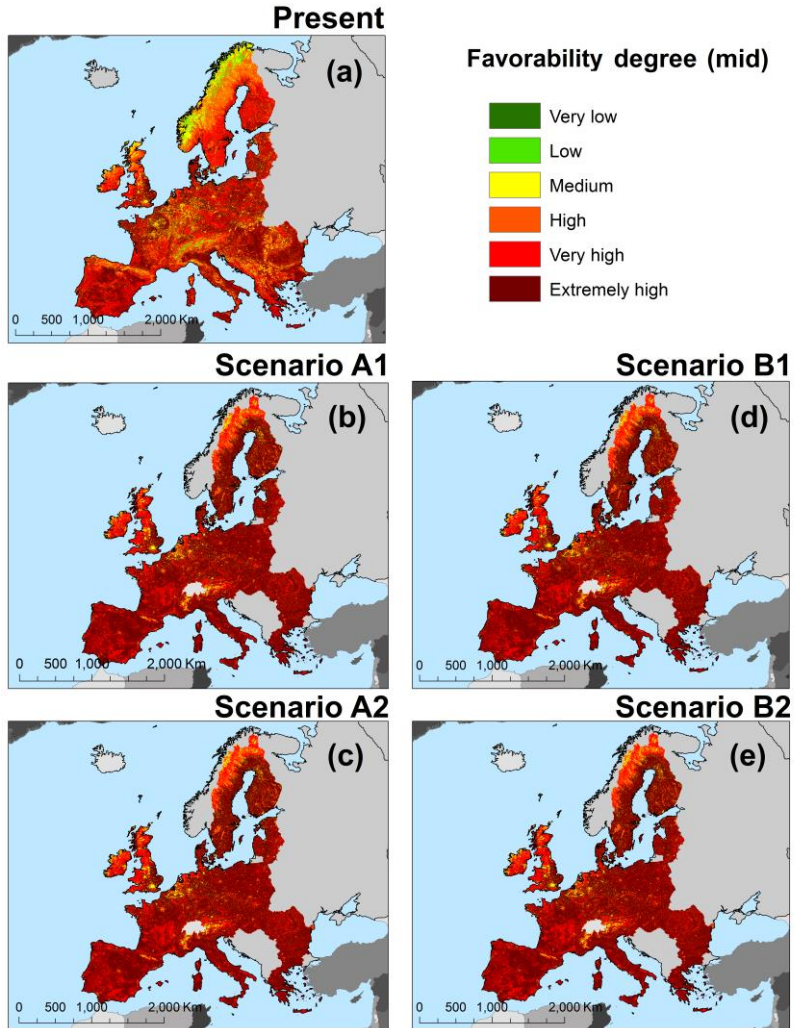 Present
(a)
0 500 1,000 2,000 Km
Favorability degree (mid)
Very low
Low
Medium
High
Very high
Extremely high
Scenario A1
(b)
0 500 1,000 2,000 Km
Scenario B1
(d)
0 500 1,000 2,000 Km
Scenario A2
(c)
0 500 1,000 2,000 Km
Scenario B2
(e)
0 500 1,000 2,000 Km